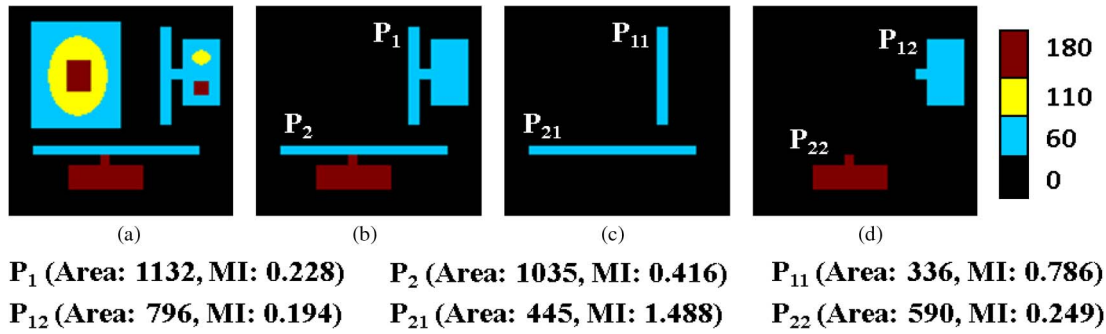 P1
P2
P11
P21
P12
P22
180
110
60
0
(a)
(b)
(c)
(d)
P1 (Area: 1132, MI: 0.228)
P2 (Area: 1035, MI: 0.416)
P11 (Area: 336, MI: 0.786)
P12 (Area: 796, MI: 0.194)
P21 (Area: 445, MI: 1.488)
P22 (Area: 590, MI: 0.249)